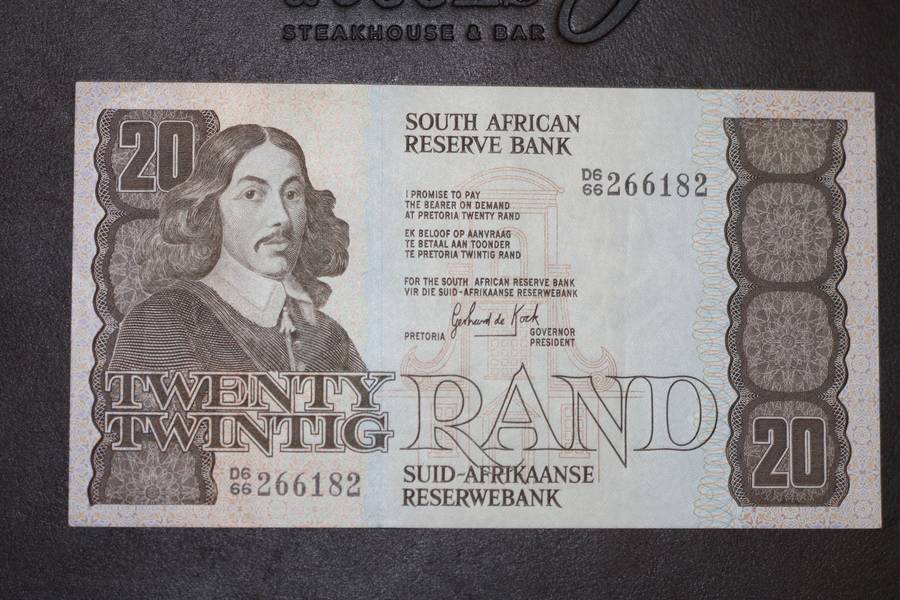 STEAKHOUSE & BAR
20
SOUTH AFRICAN
RESERVE BANK
D6
66 266182
I PROMISE TO PAY
THE BEARER ON DEMAND
AT PRETORIA TWENTY RAND
EK BELOOF OP AANVRAAG
TE BETAAL AAN TOONDER
TE PRETORIA TWINTIG RAND
FOR THE SOUTH AFRICAN RESERVE BANK
VIR DIE SUID-AFRIKAANSE RESERWEBANK
Gerhard de Kock
PRETORIA GOVERNOR
PRESIDENT
TWENTY
TWINTIG
RAND
20
D6
66 266182
SUID-AFRIKAANSE
RESERWEBANK